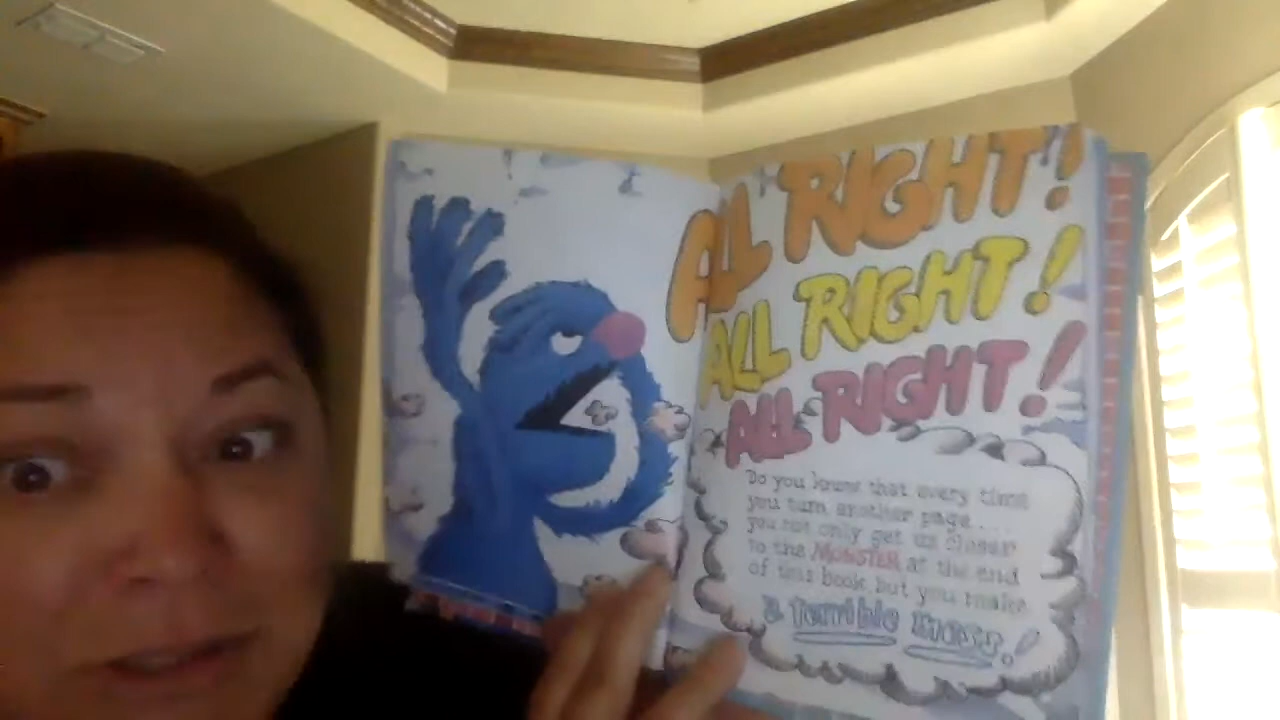 ALL RIGHT!
ALL RIGHT!
ALL RIGHT!
Do you know that every time
you turn another page....
you not only get us closer
to the MONSTER at the end
of this book, but you make
a terrible mess!